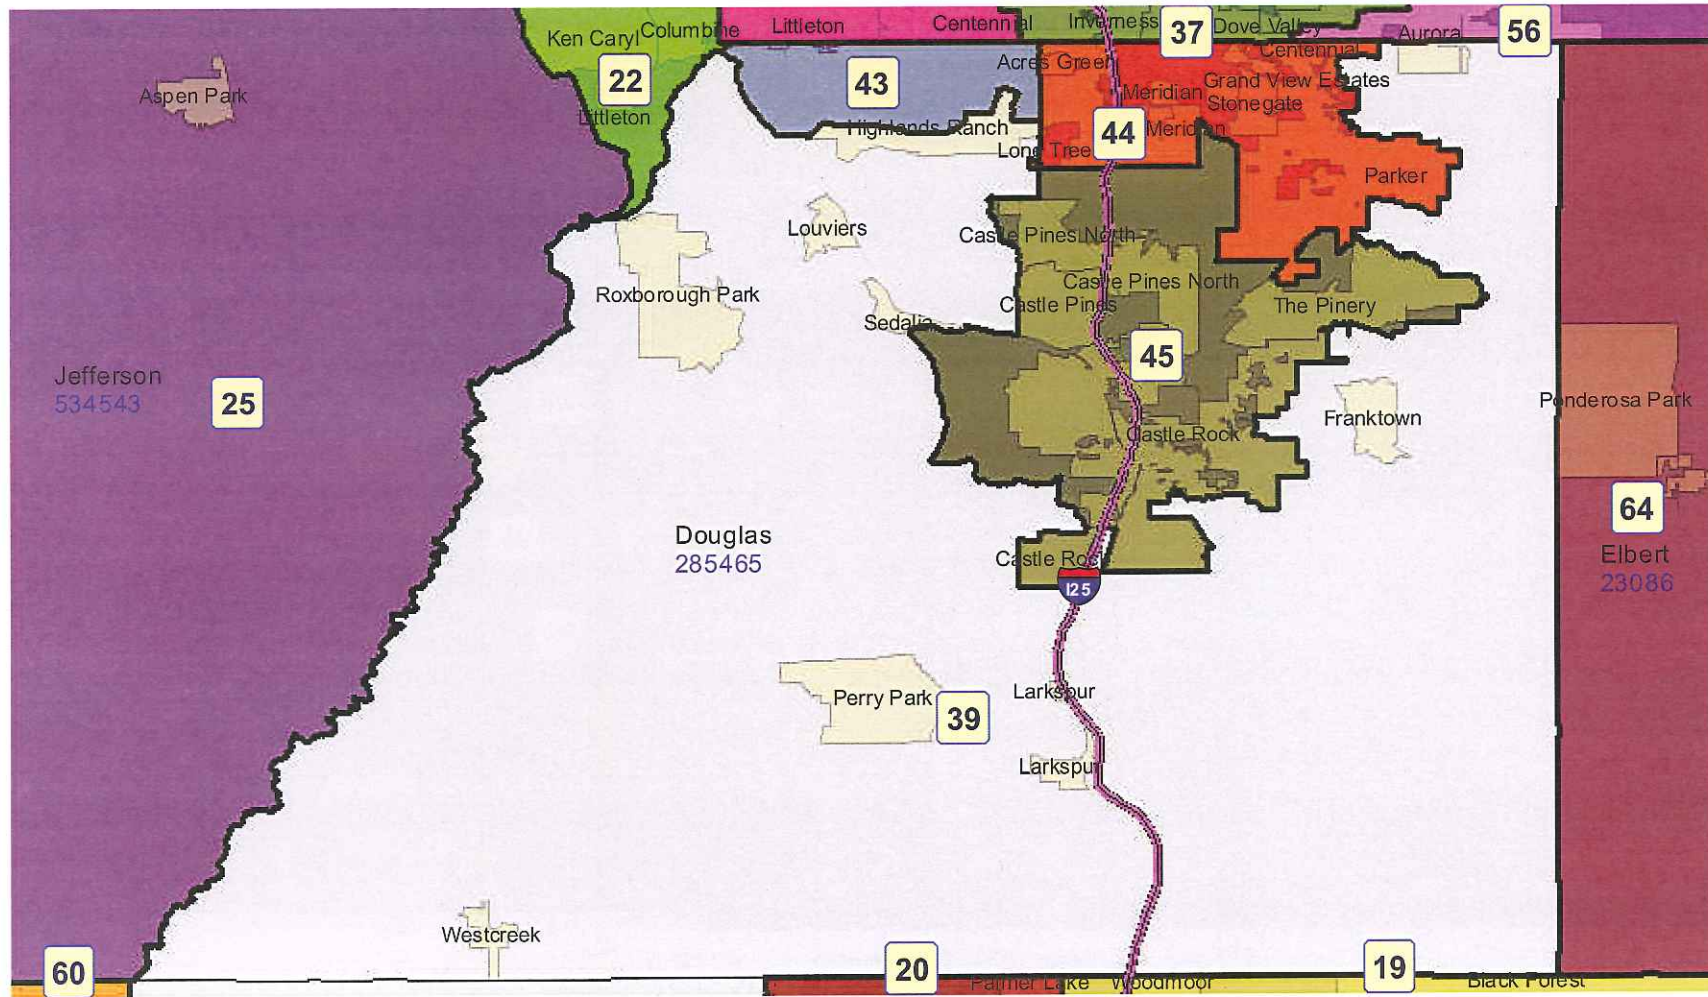 Ken Caryl
Columbine
Littleton
Centennial
Inverness
37
Dove Valley
Aurora
56
Centennial
Aspen Park
22
43
Acres Green
Meridian
Grand View Estates
Stonegate
Littleton
Highlands Ranch
44
Meridian
Lone Tree
Parker
Louviers
Castle Pines North
Roxborough Park
Castle Pines North
Castle Pines
The Pinery
Sedalia
45
Jefferson
534543
25
Ponderosa Park
Franktown
Castle Rock
64
Douglas
285465
Elbert
23086
Castle Rock
I25
Perry Park
39
Larkspur
Larkspur
Westcreek
60
20
19
Palmer Lake
Woodmoor
Black Forest